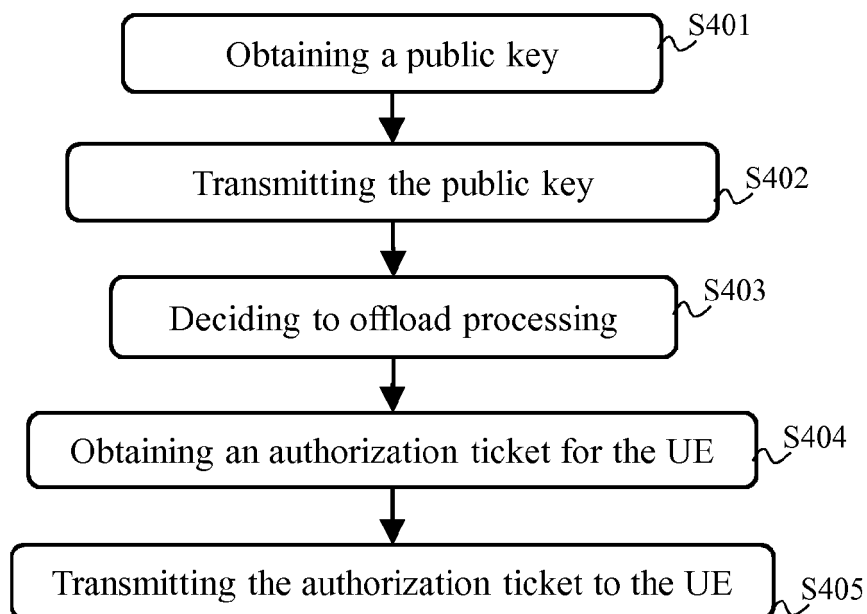 S401
Obtaining a public key
S402
Transmitting the public key
S403
Deciding to offload processing
S404
Obtaining an authorization ticket for the UE
Transmitting the authorization ticket to the UE
S405